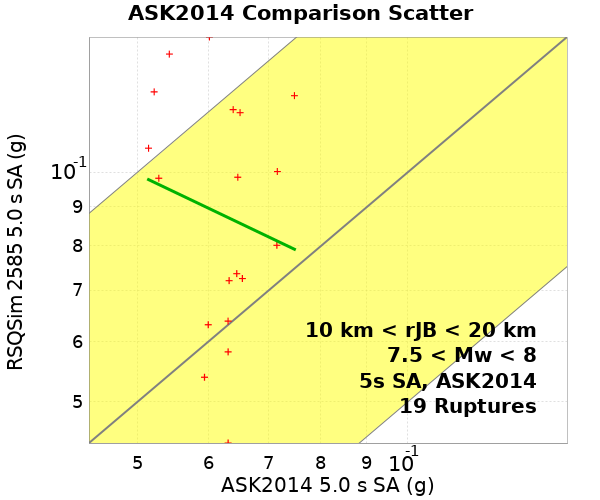 ASK2014 Comparison Scatter
RSQSim 2585 5.0 s SA (g)
10-1
9
8
7
6
5
10 km < rJB < 20 km
7.5 < Mw < 8
5s SA, ASK2014
19 Ruptures
5 6 7 8 9 10-1
ASK2014 5.0 s SA (g)